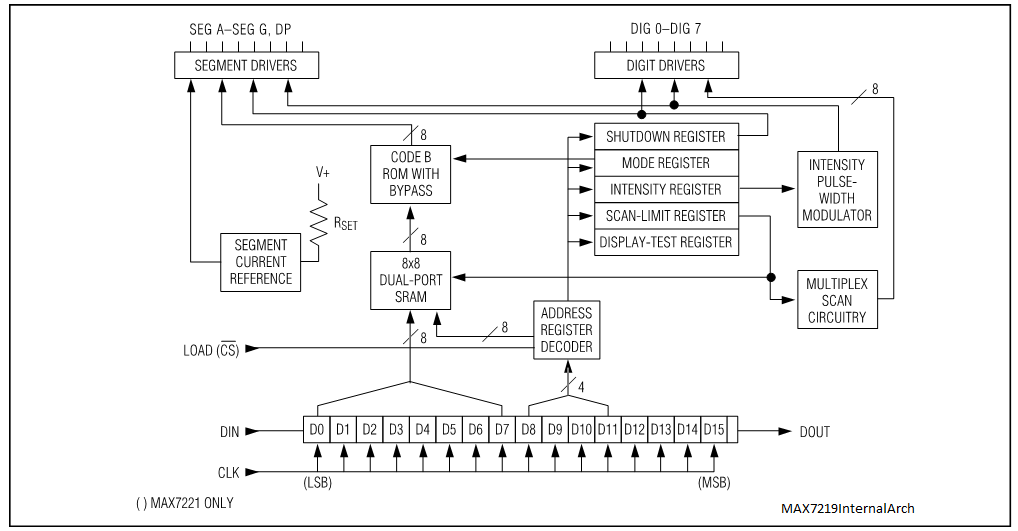 SEG A–SEG G, DP
DIG 0–DIG 7
SEGMENT DRIVERS
DIGIT DRIVERS
8
8
CODE B
ROM WITH
BYPASS
SHUTDOWN REGISTER
MODE REGISTER
INTENSITY REGISTER
SCAN-LIMIT REGISTER
DISPLAY-TEST REGISTER
INTENSITY
PULSE-
WIDTH
MODULATOR
V+
RSET
8
SEGMENT
CURRENT
REFERENCE
8x8
DUAL-PORT
SRAM
MULTIPLEX
SCAN
CIRCUITRY
ADDRESS
REGISTER
DECODER
8
8
LOAD (C̅S̅)
4
DIN
D0 D1 D2 D3 D4 D5 D6 D7 D8 D9 D10 D11 D12 D13 D14 D15
DOUT
CLK
(LSB)
(MSB)
( ) MAX7221 ONLY
MAX7219InternalArch